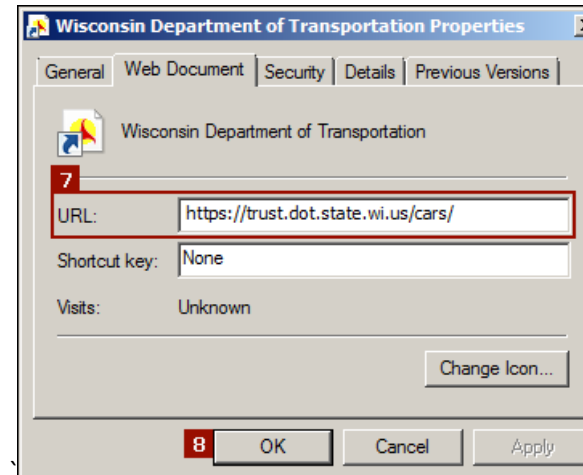 Wisconsin Department of Transportation Properties
General Web Document Security Details Previous Versions
Wisconsin Department of Transportation
7
URL: https://trust.dot.state.wi.us/cars/
Shortcut key: None
Visits: Unknown
Change Icon...
8 OK Cancel Apply
`